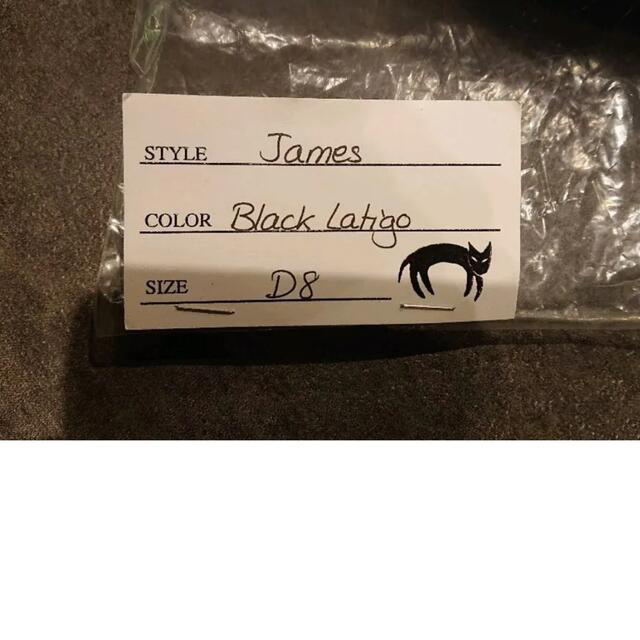 STYLE James
COLOR Black Latigo
SIZE D8